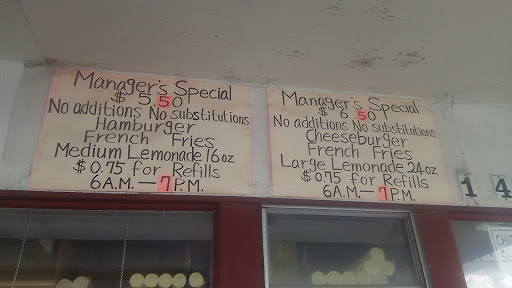 Manager's Special
$ 5.50
No additions No substitutions
Hamburger
French Fries
Medium Lemonade 16oz
$0.75 for Refills
6A.M. — 7P.M.
Manager's Special
$ 6.50
No additions No substitutions
Cheeseburger
French Fries
Large Lemonade 24oz
$0.75 for Refills
6A.M. — 7P.M.
14